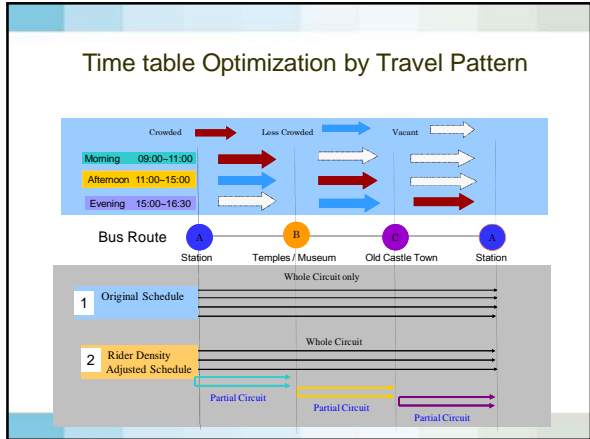 Time table Optimization by Travel Pattern
Crowded Less Crowded Vacant
Morning 09:00~11:00
Afternoon 11:00~15:00
Evening 15:00~16:30
Bus Route A B C A
Station Temples / Museum Old Castle Town Station
Whole Circuit only
1 Original Schedule
Whole Circuit
2 Rider Density
Adjusted Schedule
Partial Circuit
Partial Circuit
Partial Circuit